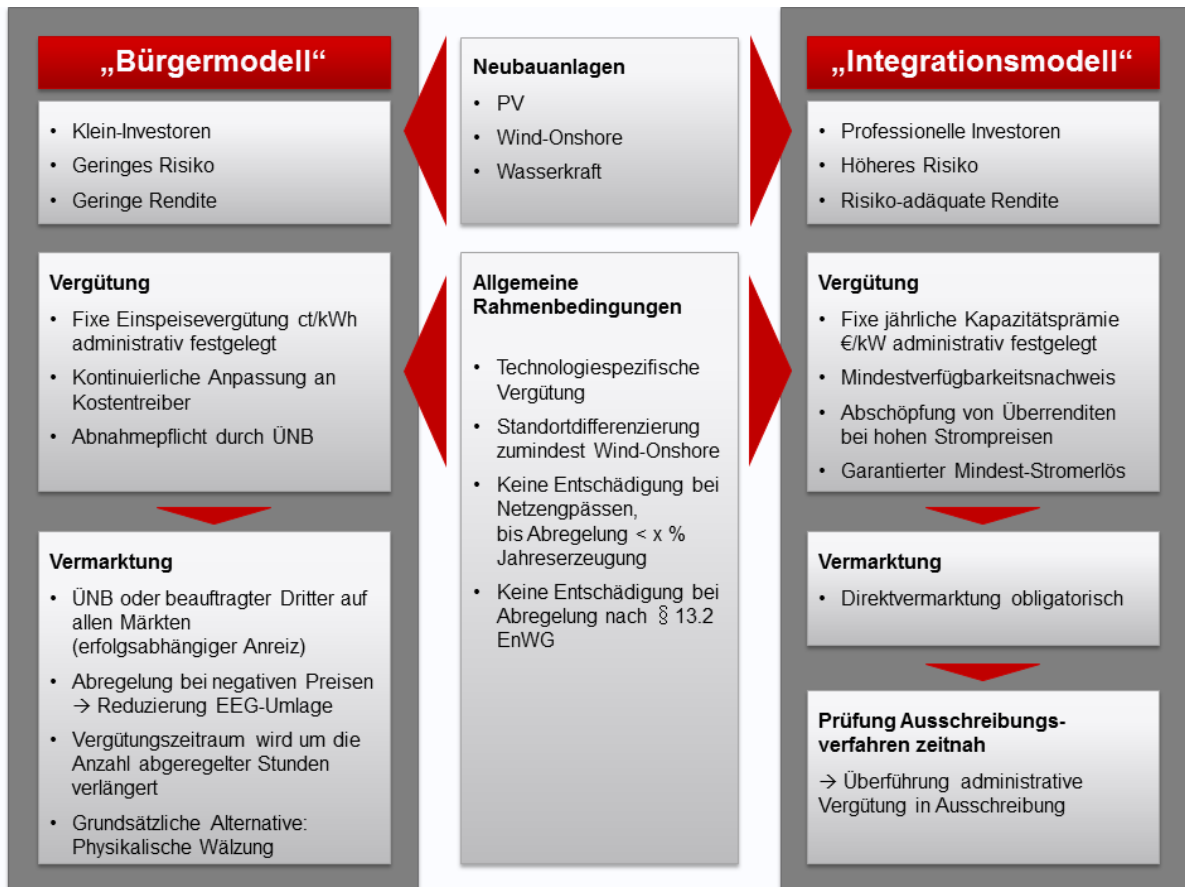 „Bürgermodell“
• Klein-Investoren
• Geringes Risiko
• Geringe Rendite
Vergütung
• Fixe Einspeisevergütung ct/kWh
administrativ festgelegt
• Kontinuierliche Anpassung an
Kostentreiber
• Abnahmepflicht durch ÜNB
Vermarktung
• ÜNB oder beauftragter Dritter auf
allen Märkten
(erfolgsabhängiger Anreiz)
• Abregelung bei negativen Preisen
→ Reduzierung EEG-Umlage
• Vergütungszeitraum wird um die
Anzahl abgeregelter Stunden
verlängert
• Grundsätzliche Alternative:
Physikalische Wälzung
Neubauanlagen
• PV
• Wind-Onshore
• Wasserkraft
Allgemeine
Rahmenbedingungen
• Technologiespezifische
Vergütung
• Standortdifferenzierung
zumindest Wind-Onshore
• Keine Entschädigung bei
Netzengpässen,
bis Abregelung < x %
Jahreserzeugung
• Keine Entschädigung bei
Abregelung nach § 13.2
EnWG
„Integrationsmodell“
• Professionelle Investoren
• Höheres Risiko
• Risiko-adäquate Rendite
Vergütung
• Fixe jährliche Kapazitätsprämie
€/kW administrativ festgelegt
• Mindestverfügbarkeitsnachweis
• Abschöpfung von Überrenditen
bei hohen Strompreisen
• Garantierter Mindest-Stromerlös
Vermarktung
• Direktvermarktung obligatorisch
Prüfung Ausschreibungs-
verfahren zeitnah
→ Überführung administrative
Vergütung in Ausschreibung